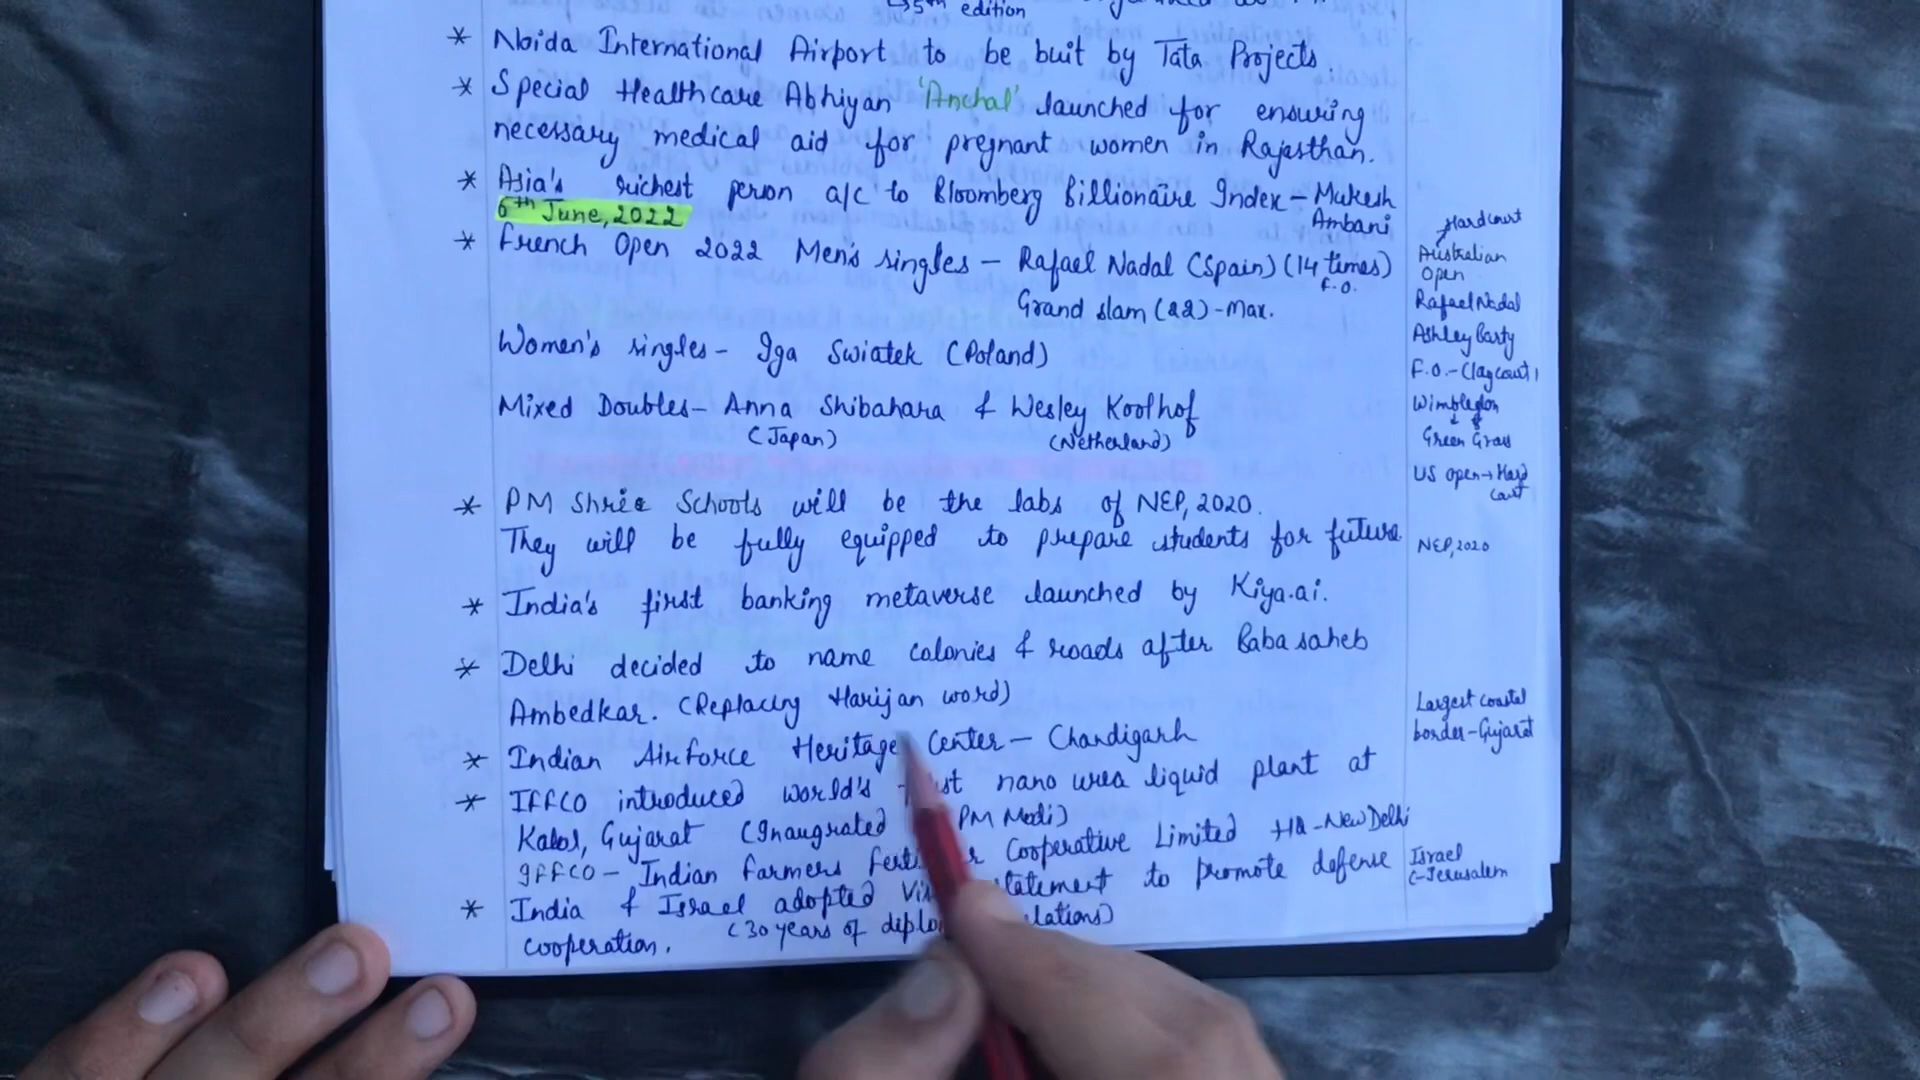 5th edition
* Noida International Airport to be buit by Tata Projects
* Special Healthcare Abhiyan 'Anchal' launched for ensuring
necessary medical aid for pregnant women in Rajasthan.
* Asia's richest person a/c to Bloomberg Billionaire Index - Mukesh
Ambani
6th June, 2022
* French Open 2022 Men's singles - Rafael Nadal (Spain) (14 times)
F.O.
Grand slam (22) - Max.
Women's singles - Iga Swiatek (Poland)
Mixed Doubles - Anna Shibahara & Wesley Koolhof
(Japan) (Netherland)
* PM Shrie Schools will be the labs of NEP, 2020.
They will be fully equipped to prepare students for future
* India's first banking metaverse launched by Kiya.ai.
* Delhi decided to name colonies & roads after Baba saheb
Ambedkar. (Replacing Harijan word)
* Indian Airforce Heritage Center - Chandigarh
* IFFCO introduced world's nano urea liquid plant at
Kalol, Gujarat (Inaugrated PM Modi)
IFFCO - Indian Farmers Cooperative Limited HQ - New Delhi
* India & Israel adopted to promote defense
cooperation. (30 years of
Hardcourt
Australian
Open
Rafael Nadal
Ashley Barty
F.O. - (Clay court)
Wimbledon
Green Grass
US Open → Hard
Court
NEP, 2020
Largest coastal
border - Gujarat
Israel
- Jerusalem